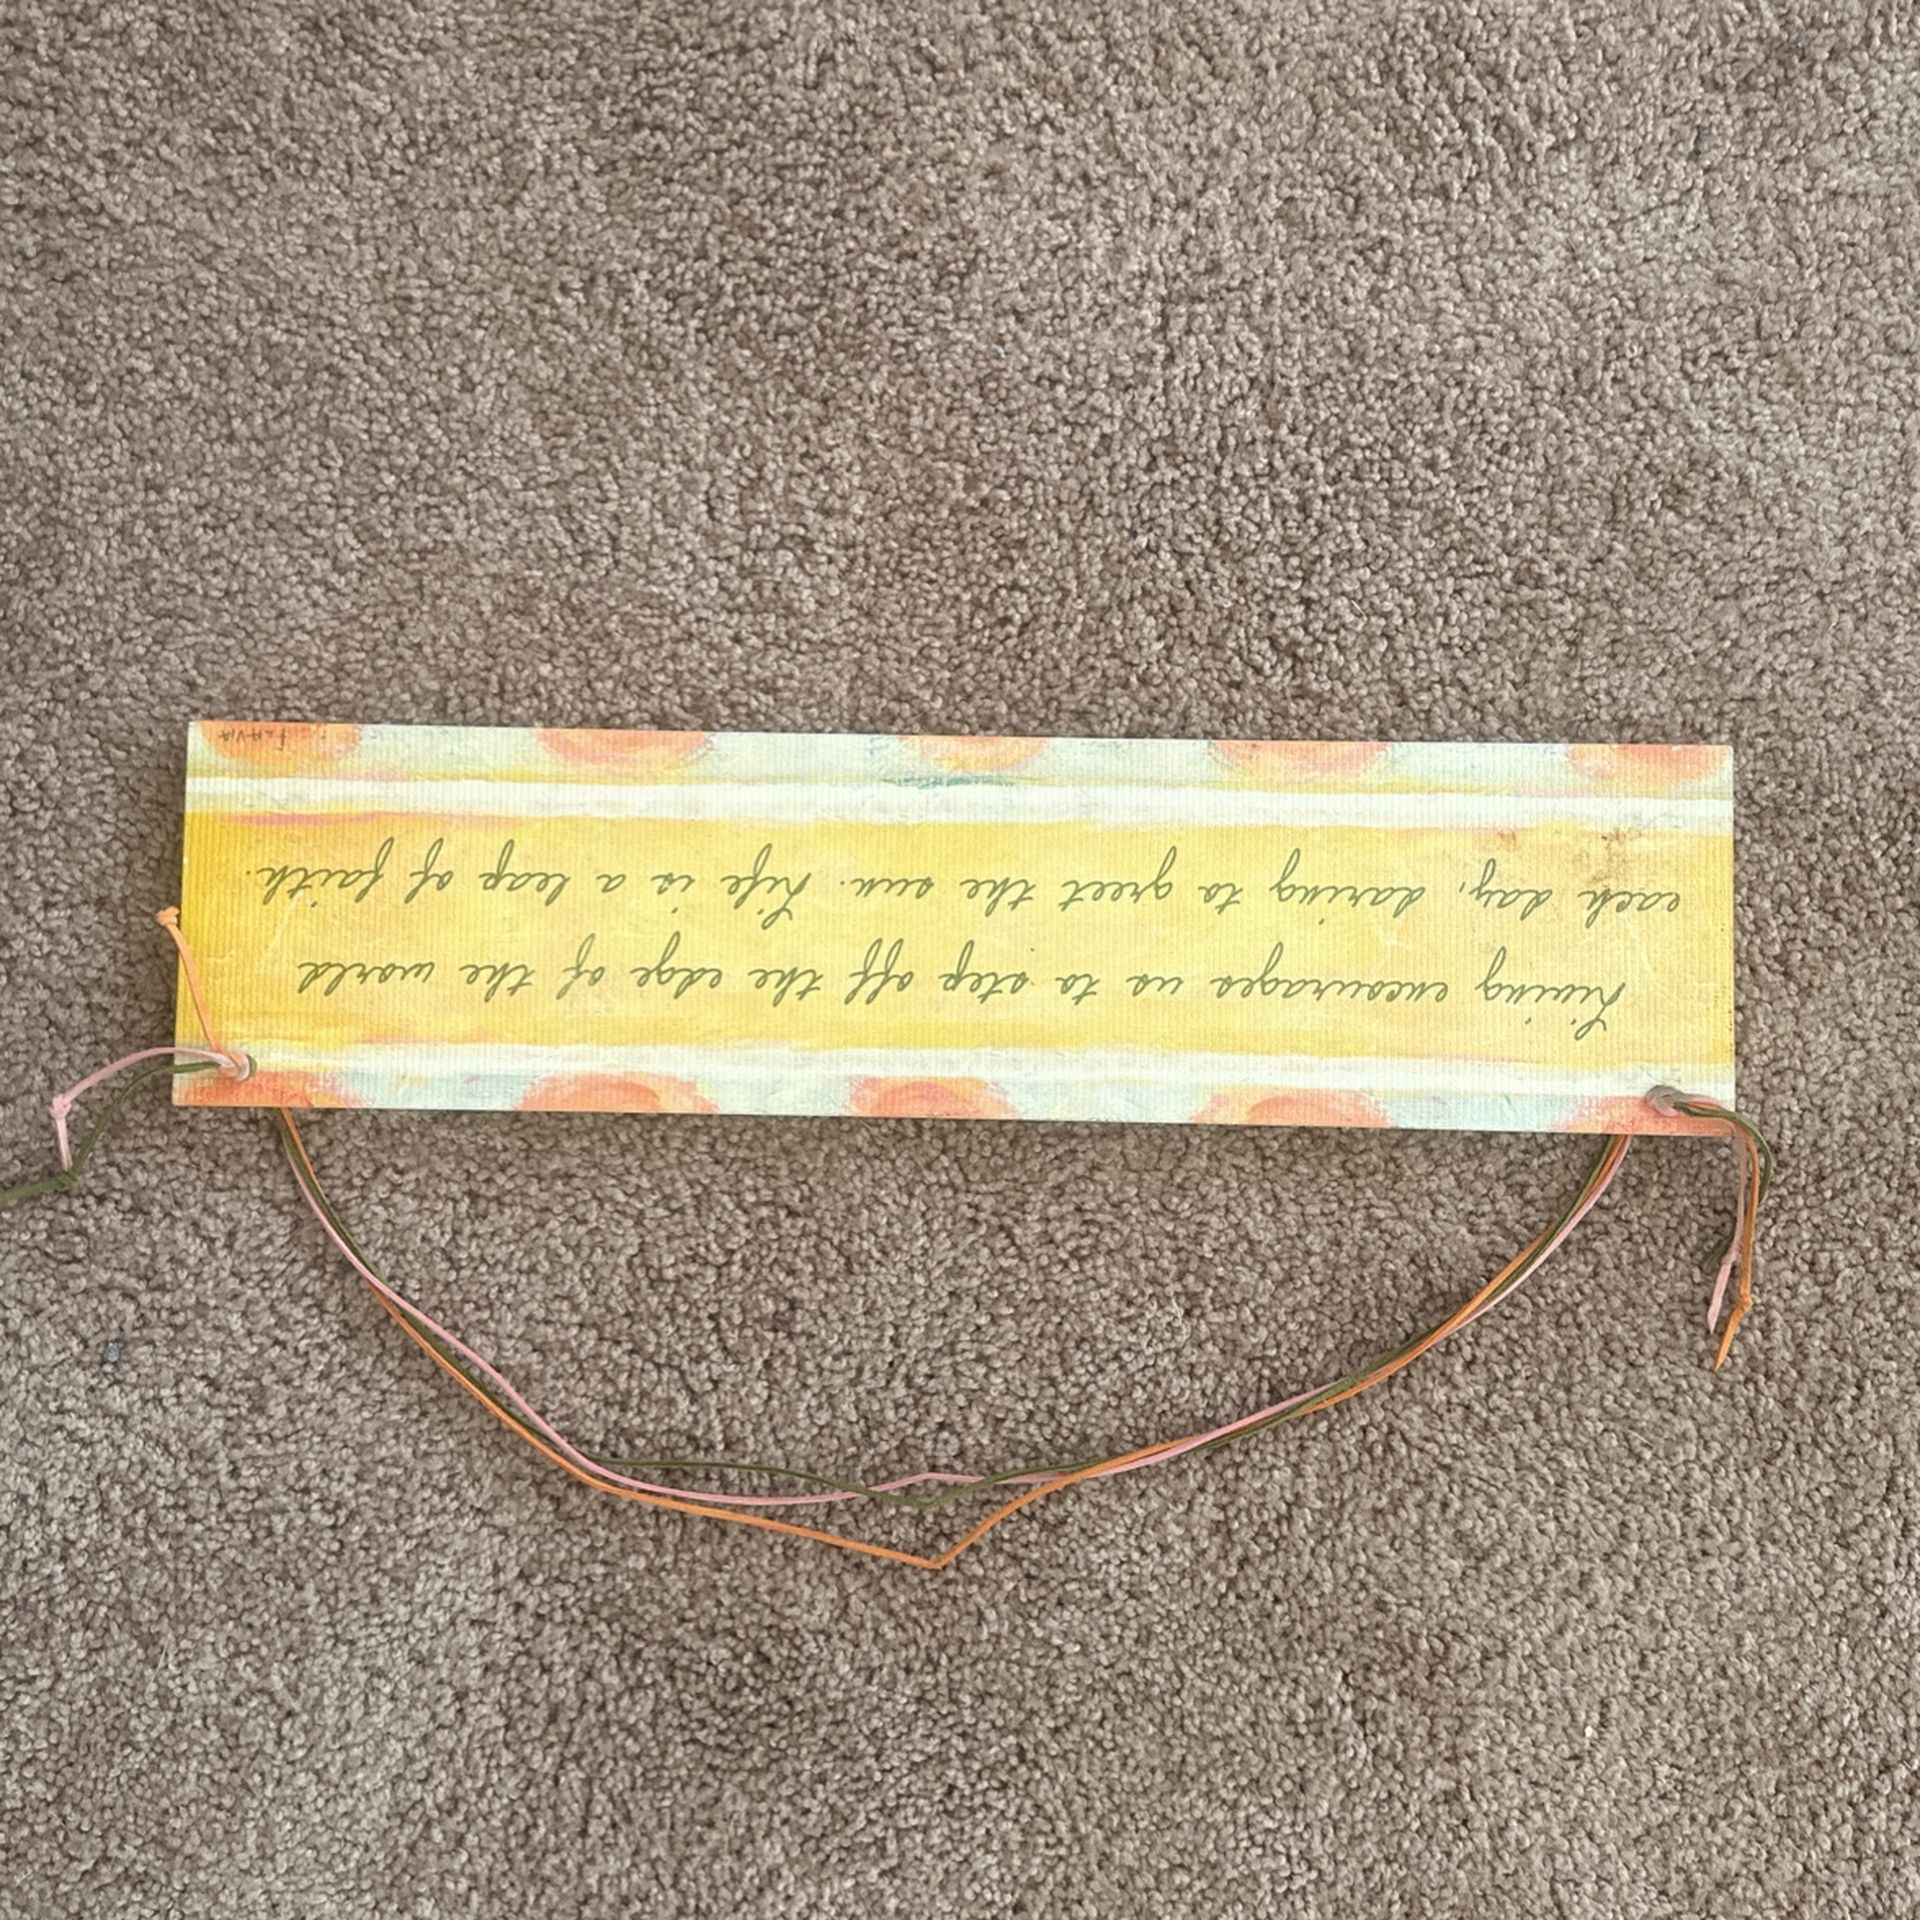 Living encourages us to step off the edge of the world
each day, daring to greet the sun. Life is a leap of faith.
FLAVIA